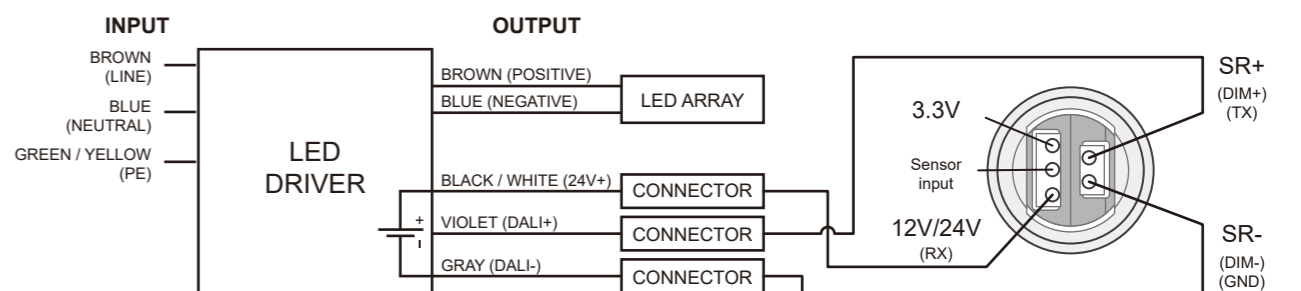 INPUT
OUTPUT
BROWN
(LINE)
BLUE
(NEUTRAL)
GREEN / YELLOW
(PE)
LED
DRIVER
+
BROWN (POSITIVE)
BLUE (NEGATIVE)
LED ARRAY
BLACK / WHITE (24V+)
CONNECTOR
VIOLET (DALI+)
CONNECTOR
GRAY (DALI-)
CONNECTOR
3.3V
Sensor
input
12V/24V
(RX)
SR+
(DIM+)
(TX)
SR-
(DIM-)
(GND)